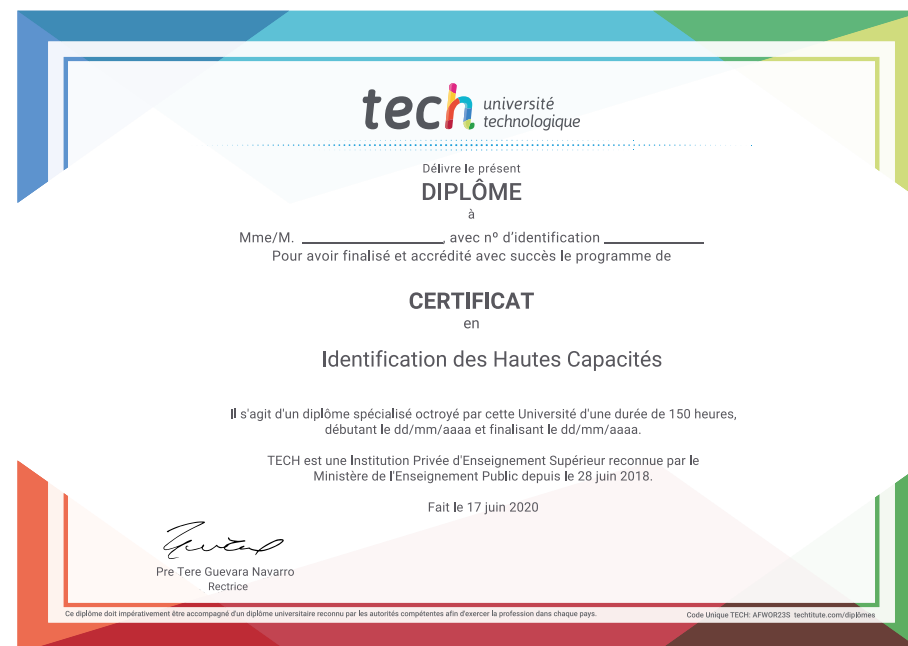 tech université
technologique
Délivre le présent
DIPLÔME
à
Mme/M. ____________________, avec nº d'identification ______________
Pour avoir finalisé et accrédité avec succès le programme de
CERTIFICAT
en
Identification des Hautes Capacités
Il s'agit d'un diplôme spécialisé octroyé par cette Université d'une durée de 150 heures,
débutant le dd/mm/aaaa et finalisant le dd/mm/aaaa.
TECH est une Institution Privée d'Enseignement Supérieur reconnue par le
Ministère de l'Enseignement Public depuis le 28 juin 2018.
Fait le 17 juin 2020
Pre Tere Guevara Navarro
Rectrice
Ce diplôme doit impérativement être accompagné d'un diplôme universitaire reconnu par les autorités compétentes afin d'exercer la profession dans chaque pays.
Code Unique TECH: AFWOR23S techtitute.com/diplômes